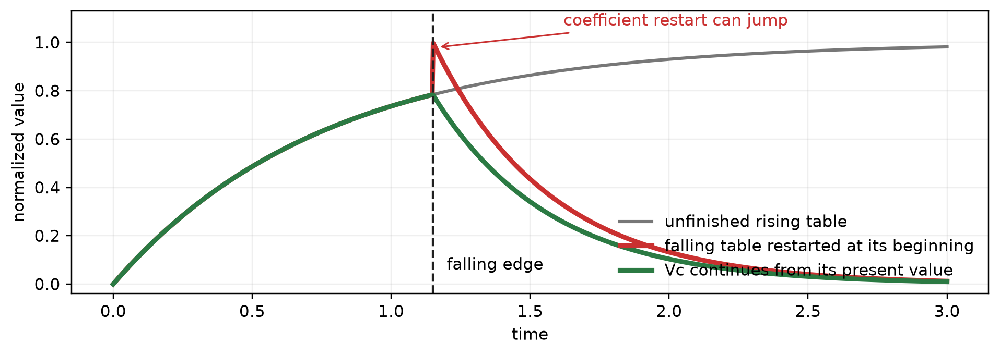 coefficient restart can jump
normalized value
1.0
0.8
0.6
0.4
0.2
0.0
unfinished rising table
falling table restarted at its beginning
Vc continues from its present value
falling edge
0.0 0.5 1.0 1.5 2.0 2.5 3.0
time